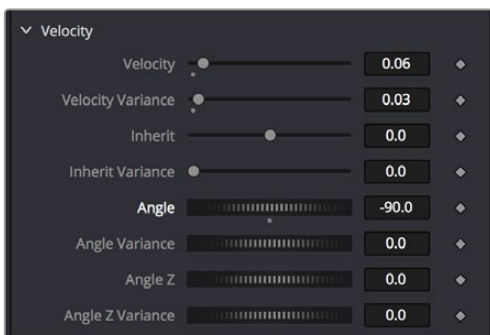 Velocity
Velocity 0.06
Velocity Variance 0.03
Inherit 0.0
Inherit Variance 0.0
Angle -90.0
Angle Variance 0.0
Angle Z 0.0
Angle Z Variance 0.0